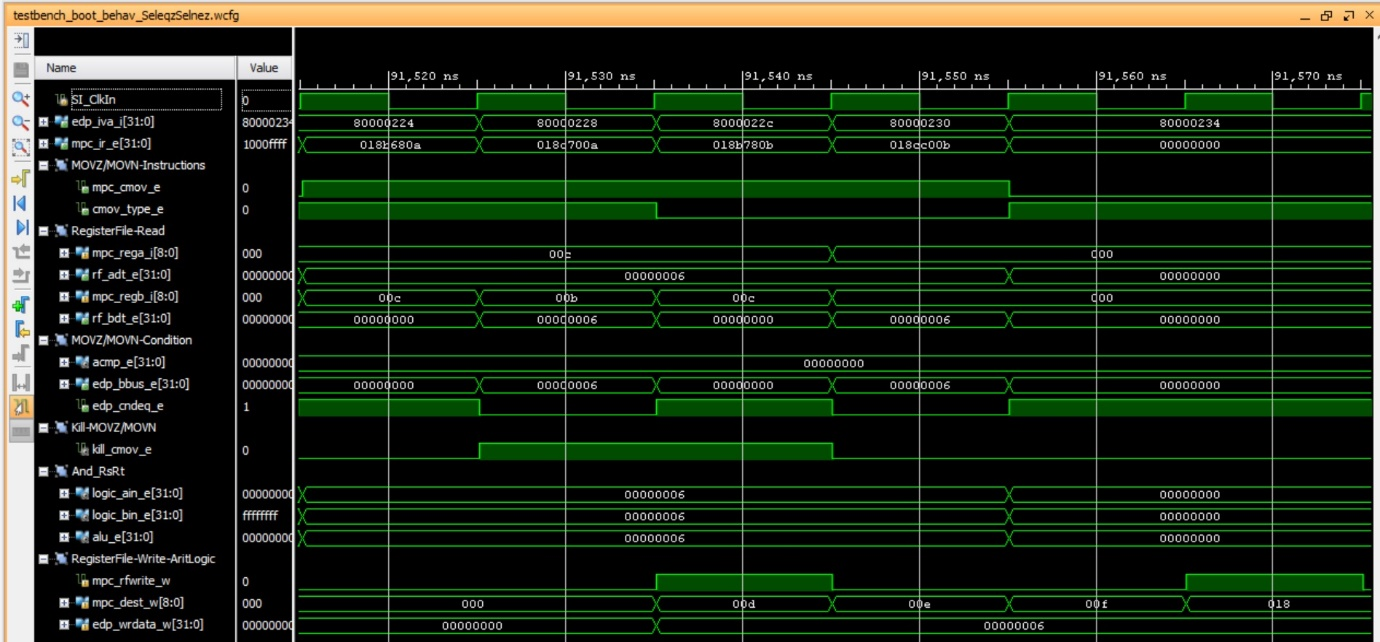 testbench_boot_behav_SeleqzSelnez.wcfg
Name Value
91,520 ns 91,530 ns 91,540 ns 91,550 ns 91,560 ns 91,570 ns
SI_ClkIn 0
edp_iva_i[31:0] 80000234 80000224 80000228 8000022c 80000230 80000234
mpc_ir_e[31:0] 1000ffff 018b680a 018c700a 018b780b 018cc00b 00000000
MOVZ/MOVN-Instructions
mpc_cmov_e 0
cmov_type_e 0
RegisterFile-Read
mpc_rega_i[8:0] 000 00c 000
rf_adt_e[31:0] 00000000 00000006 00000000
mpc_regb_i[8:0] 000 00c 00b 00c 000
rf_bdt_e[31:0] 00000000 00000000 00000006 00000000 00000006 00000000
MOVZ/MOVN-Condition
acmp_e[31:0] 00000000 00000000
edp_bbus_e[31:0] 00000000 00000000 00000006 00000000 00000006 00000000
edp_cndeq_e 1
Kill-MOVZ/MOVN
kill_cmov_e 0
And_RsRt
logic_ain_e[31:0] 00000000 00000006 00000000
logic_bin_e[31:0] ffffffff 00000006 00000000
alu_e[31:0] 00000000 00000006 00000000
RegisterFile-Write-AritLogic
mpc_rfwrite_w 0
mpc_dest_w[8:0] 000 000 00d 00e 00f 018
edp_wrdata_w[31:0] 00000000 00000000 00000006